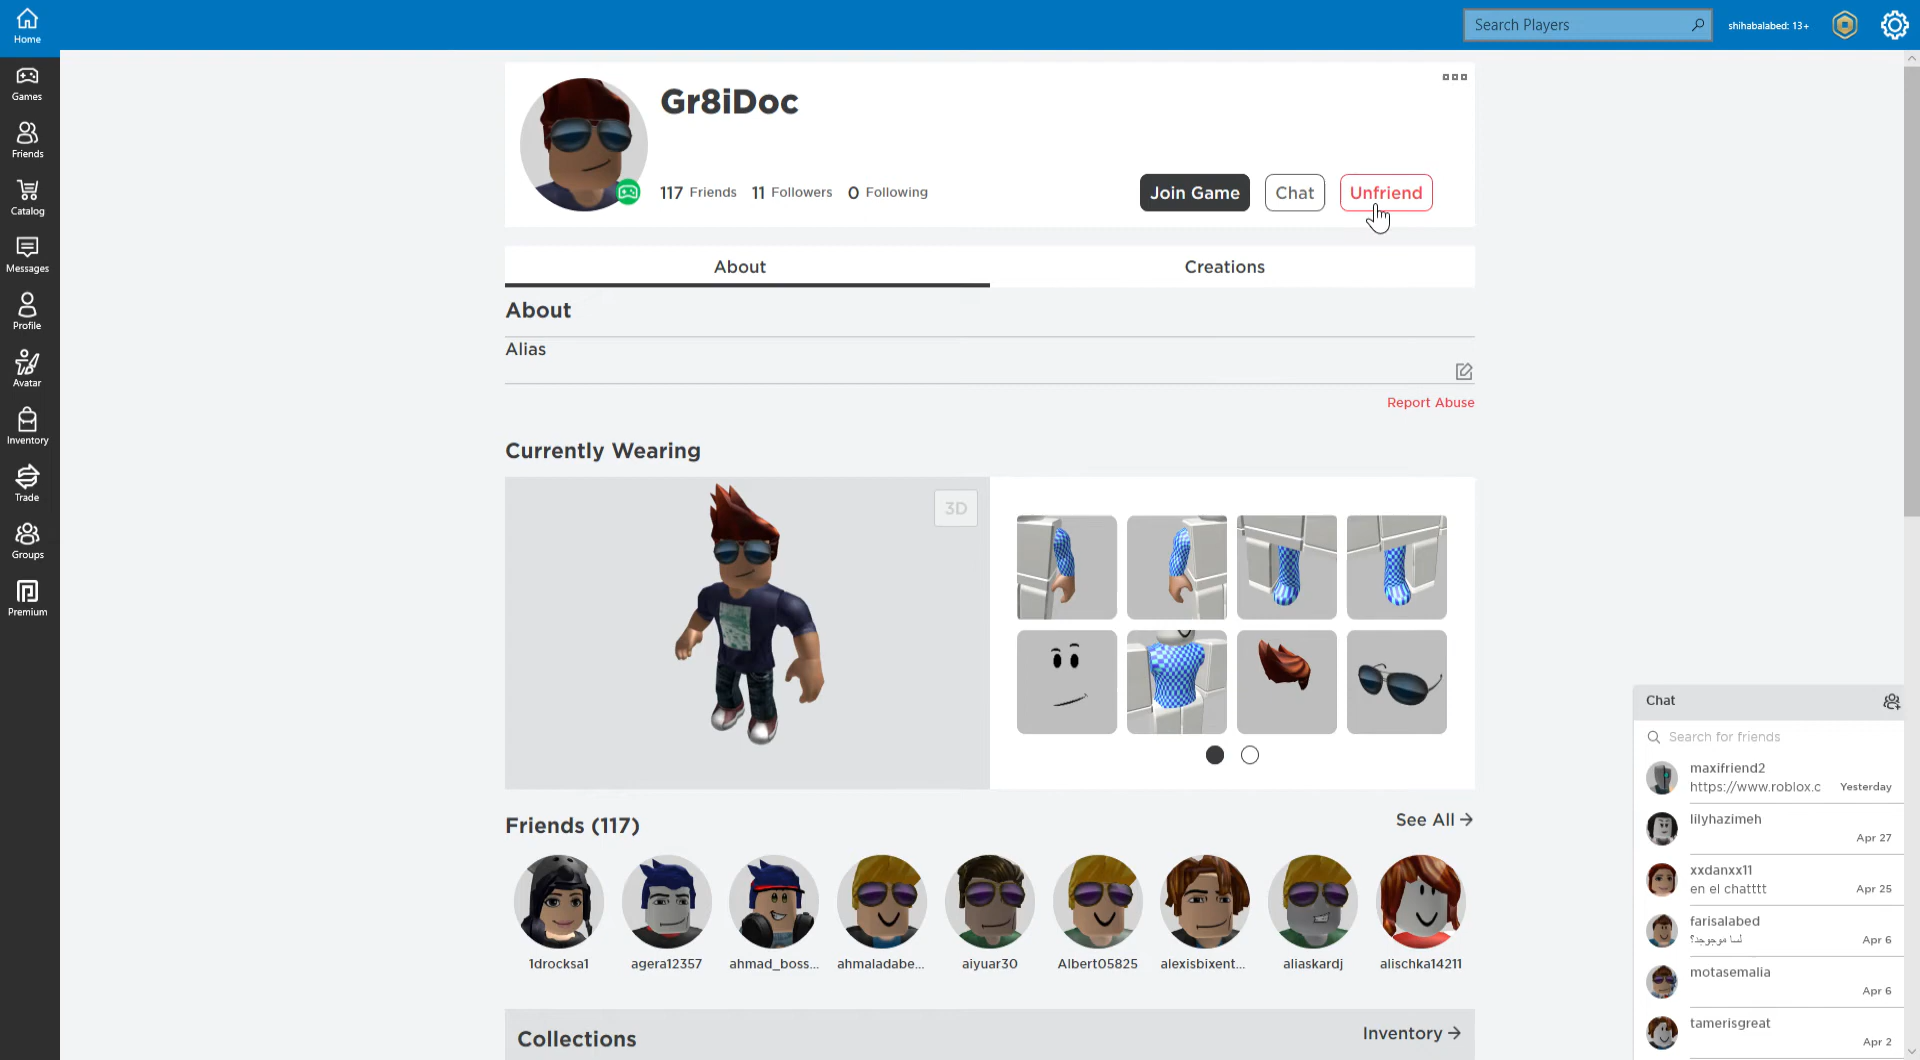 Home
Search Players
shihabalabed: 13+
Games
Friends
Catalog
Messages
Profile
Avatar
Inventory
Trade
Groups
Premium
Gr8iDoc
117 Friends 11 Followers 0 Following
Join Game
Chat
Unfriend
About
Creations
About
Alias
Report Abuse
Currently Wearing
3D
Friends (117)
See All
1drocksa1
agera12357
ahmad_boss...
ahmaladabe...
aiyuar30
Albert05825
alexisbixent...
aliaskardj
alischka14211
Collections
Inventory
Chat
Search for friends
maxifriend2
https://www.roblox.c Yesterday
lilyhazimeh
Apr 27
xxdanxx11
en el chatttt Apr 25
farisalabed
لسا موجوجد؟ Apr 6
motasemalia
Apr 6
tamerisgreat
Apr 2